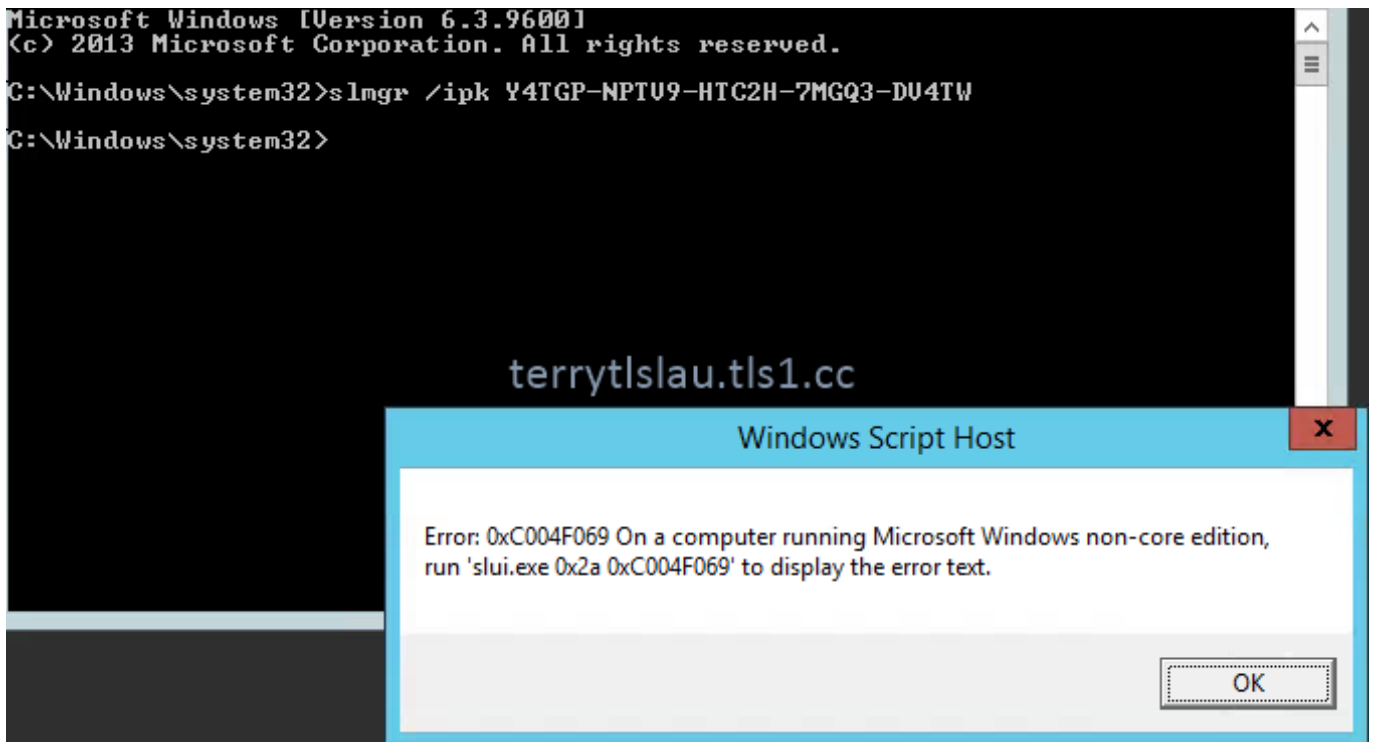 Microsoft Windows [Version 6.3.9600]
(c) 2013 Microsoft Corporation. All rights reserved.
C:\Windows\system32>slmgr /ipk Y4TGP-NPTV9-HTC2H-7MGQ3-DV4TW
C:\Windows\system32>
terrytlslau.tls1.cc
Windows Script Host
x
Error: 0xC004F069 On a computer running Microsoft Windows non-core edition,
run 'slui.exe 0x2a 0xC004F069' to display the error text.
OK